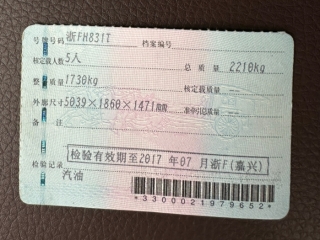 号牌号码 浙FH831T 档案编号
核定载人数 5人 总质量 2210kg
整备质量 1730kg 核定载质量 --
外廓尺寸 5039×1860×1471mm 准牵引总质量 --
备注
检验有效期至2017年07月浙F(嘉兴)
检验记录
汽油
*3300021979652*